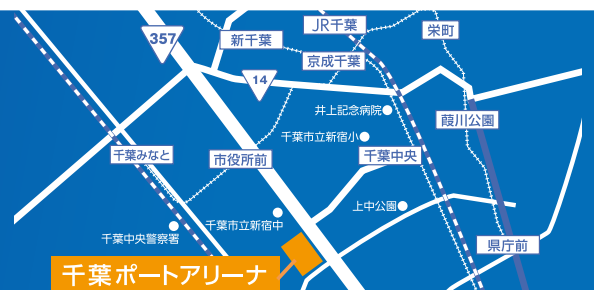 JR千葉
栄町
357
新千葉
京成千葉
14
井上記念病院
葭川公園
千葉市立新宿小
千葉みなと
市役所前
千葉中央
上中公園
千葉市立新宿中
千葉中央警察署
県庁前
千葉ポートアリーナ